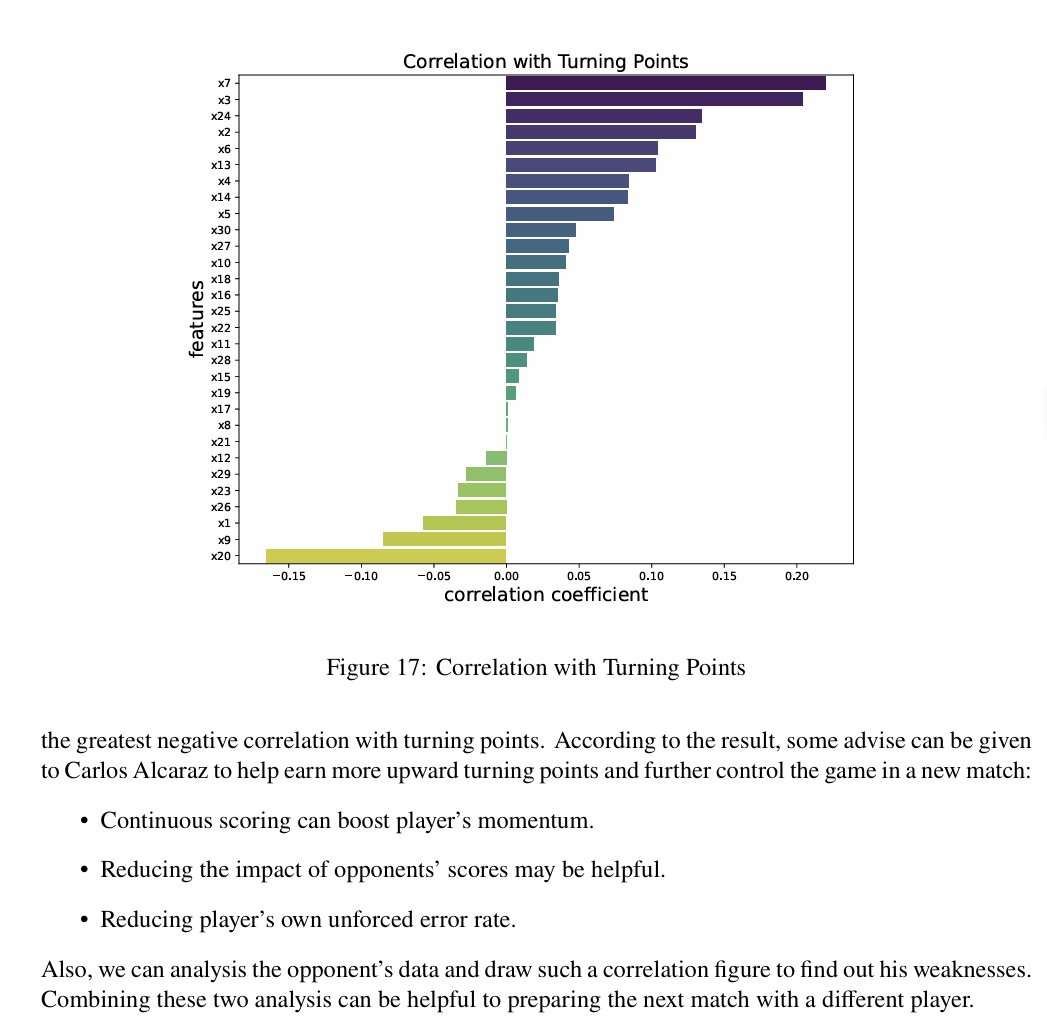 Correlation with Turning Points
x7
x3
x24
x2
x6
x13
x4
x14
x5
x30
x27
x10
x18
x16
x25
x22
x11
x28
x15
x19
x17
x8
x21
x12
x29
x23
x26
x1
x9
x20
features
−0.15 −0.10 −0.05 0.00 0.05 0.10 0.15 0.20
correlation coefficient
Figure 17: Correlation with Turning Points
the greatest negative correlation with turning points. According to the result, some advise can be given
to Carlos Alcaraz to help earn more upward turning points and further control the game in a new match:
• Continuous scoring can boost player’s momentum.
• Reducing the impact of opponents’ scores may be helpful.
• Reducing player’s own unforced error rate.
Also, we can analysis the opponent’s data and draw such a correlation figure to find out his weaknesses.
Combining these two analysis can be helpful to preparing the next match with a different player.